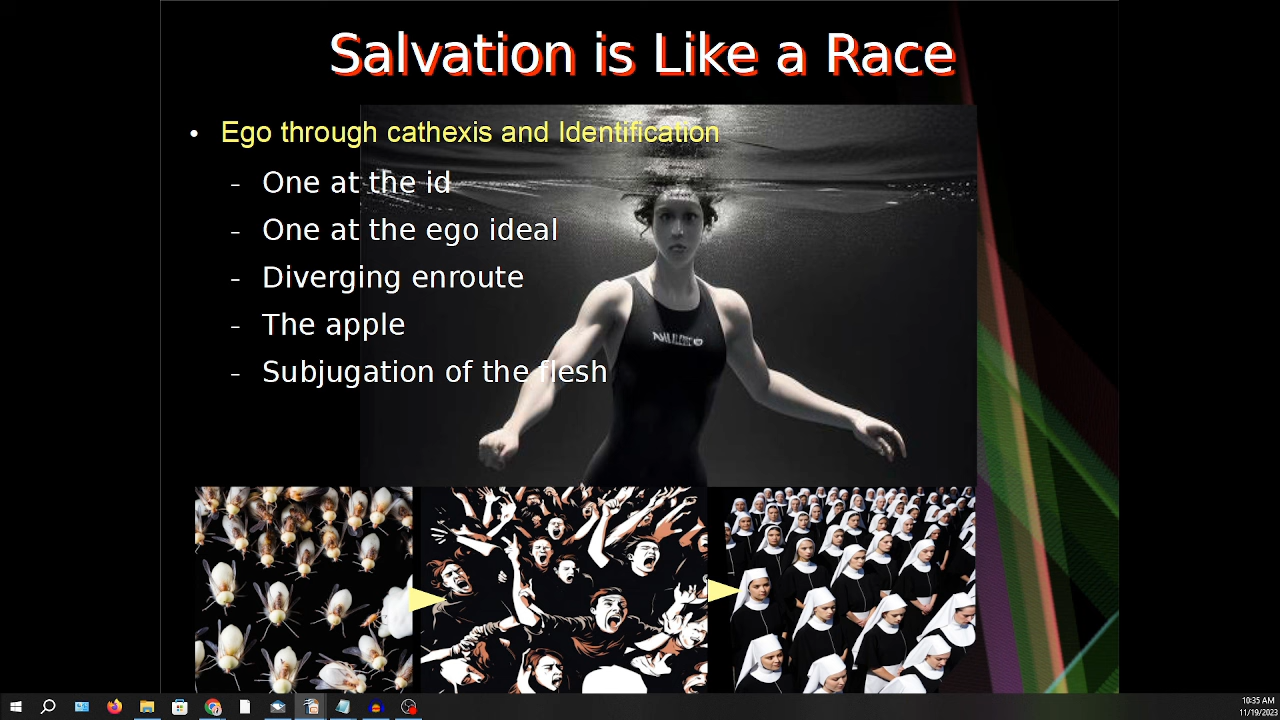 Salvation is Like a Race
• Ego through cathexis and Identification
- One at the id
- One at the ego ideal
- Diverging enroute
- The apple
- Subjugation of the flesh
10:35 AM
11/19/2023